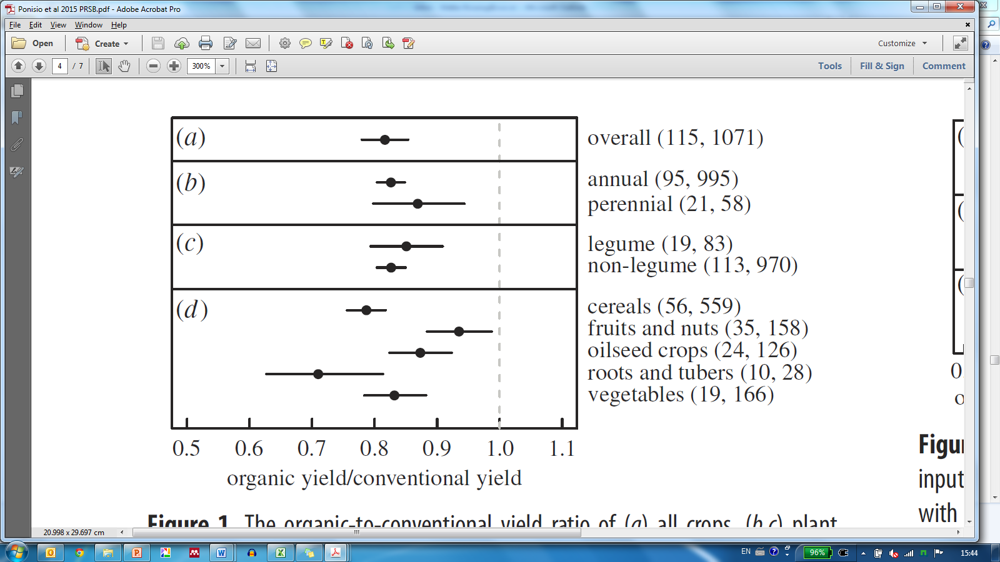 Ponisio et al 2015 PRSB.pdf - Adobe Acrobat Pro
File Edit View Window Help
Open Create Customize
4 / 7 300% Tools Fill & Sign Comment
(a) overall (115, 1071)
(b) annual (95, 995)
perennial (21, 58)
(c) legume (19, 83)
non-legume (113, 970)
(d) cereals (56, 559)
fruits and nuts (35, 158)
oilseed crops (24, 126)
roots and tubers (10, 28)
vegetables (19, 166)
0.5 0.6 0.7 0.8 0.9 1.0 1.1
organic yield/conventional yield
Figure 1. The organic-to-conventional yield ratio of (a) all crops, (b,c) plant
(
(
(
0.
o
Figu
input
with
20.998 x 29.697 cm
EN 96% 15:44